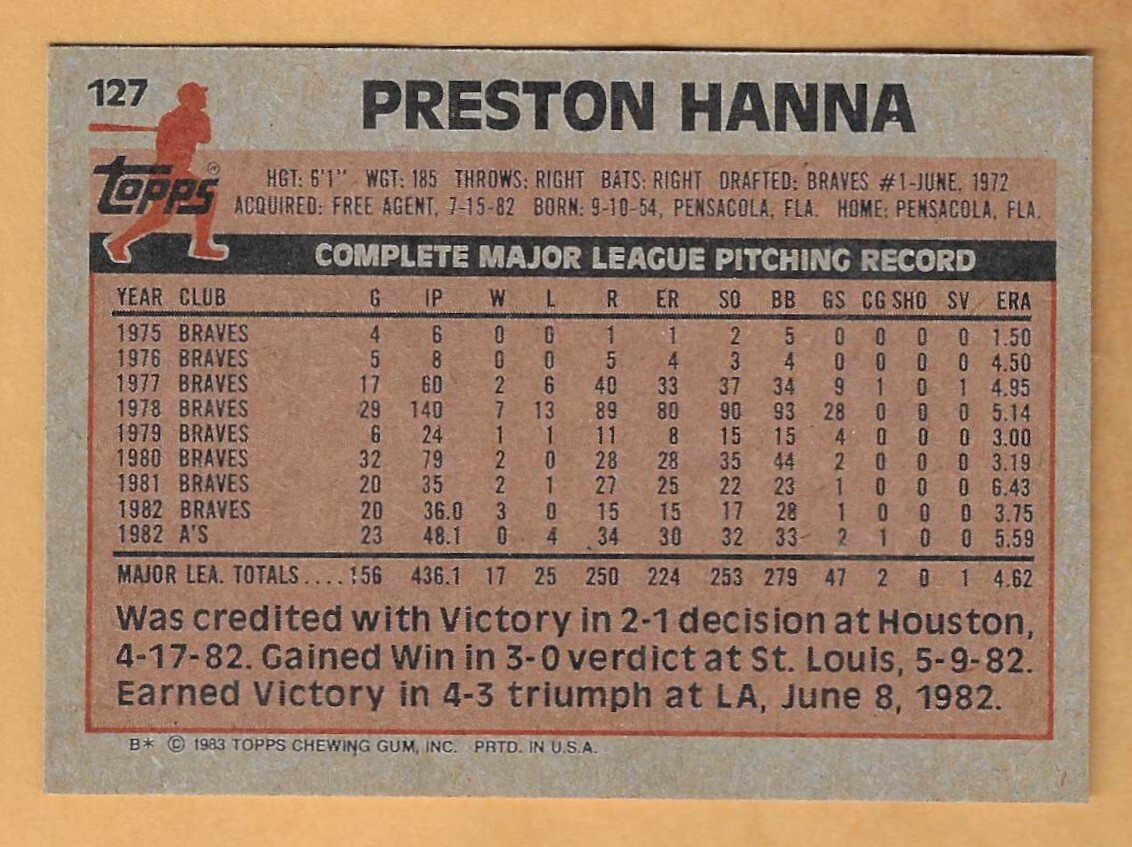 127
PRESTON HANNA
TOPPS®
HGT: 6'1" WGT: 185 THROWS: RIGHT BATS: RIGHT DRAFTED: BRAVES #1-JUNE, 1972
ACQUIRED: FREE AGENT, 7-15-82 BORN: 9-10-54, PENSACOLA, FLA. HOME: PENSACOLA, FLA.
COMPLETE MAJOR LEAGUE PITCHING RECORD
YEAR CLUB G IP W L R ER SO BB GS CG SHO SV ERA
1975 BRAVES 4 6 0 0 1 1 2 5 0 0 0 0 1.50
1976 BRAVES 5 8 0 0 5 4 3 4 0 0 0 0 4.50
1977 BRAVES 17 60 2 6 40 33 37 34 9 1 0 1 4.95
1978 BRAVES 29 140 7 13 89 80 90 93 28 0 0 0 5.14
1979 BRAVES 6 24 1 1 11 8 15 15 4 0 0 0 3.00
1980 BRAVES 32 79 2 0 28 28 35 44 2 0 0 0 3.19
1981 BRAVES 20 35 2 1 27 25 22 23 1 0 0 0 6.43
1982 BRAVES 20 36.0 3 0 15 15 17 28 1 0 0 0 3.75
1982 A'S 23 48.1 0 4 34 30 32 33 2 1 0 0 5.59
MAJOR LEA. TOTALS....156 436.1 17 25 250 224 253 279 47 2 0 1 4.62
Was credited with Victory in 2-1 decision at Houston,
4-17-82. Gained Win in 3-0 verdict at St. Louis, 5-9-82.
Earned Victory in 4-3 triumph at LA, June 8, 1982.
B* © 1983 TOPPS CHEWING GUM, INC. PRTD. IN U.S.A.